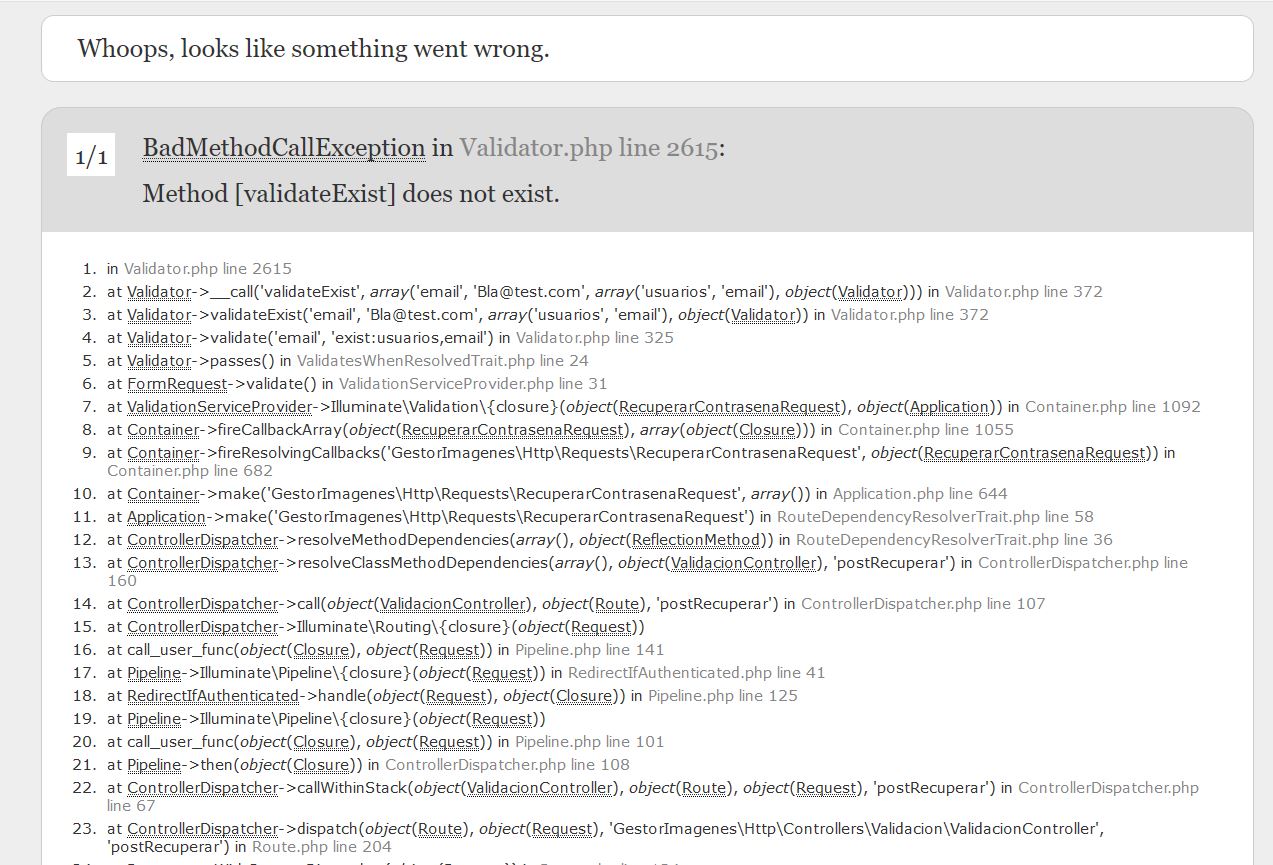 Whoops, looks like something went wrong.
1/1
BadMethodCallException in Validator.php line 2615:
Method [validateExist] does not exist.
1. in Validator.php line 2615
2. at Validator->__call('validateExist', array('email', 'Bla@test.com', array('usuarios', 'email'), object(Validator))) in Validator.php line 372
3. at Validator->validateExist('email', 'Bla@test.com', array('usuarios', 'email'), object(Validator)) in Validator.php line 372
4. at Validator->validate('email', 'exist:usuarios,email') in Validator.php line 325
5. at Validator->passes() in ValidatesWhenResolvedTrait.php line 24
6. at FormRequest->validate() in ValidationServiceProvider.php line 31
7. at ValidationServiceProvider->Illuminate\Validation\{closure}(object(RecuperarContrasenaRequest), object(Application)) in Container.php line 1092
8. at Container->fireCallbackArray(object(RecuperarContrasenaRequest), array(object(Closure))) in Container.php line 1055
9. at Container->fireResolvingCallbacks('GestorImagenes\Http\Requests\RecuperarContrasenaRequest', object(RecuperarContrasenaRequest)) in
Container.php line 682
10. at Container->make('GestorImagenes\Http\Requests\RecuperarContrasenaRequest', array()) in Application.php line 644
11. at Application->make('GestorImagenes\Http\Requests\RecuperarContrasenaRequest') in RouteDependencyResolverTrait.php line 58
12. at ControllerDispatcher->resolveMethodDependencies(array(), object(ReflectionMethod)) in RouteDependencyResolverTrait.php line 36
13. at ControllerDispatcher->resolveClassMethodDependencies(array(), object(ValidacionController), 'postRecuperar') in ControllerDispatcher.php line
160
14. at ControllerDispatcher->call(object(ValidacionController), object(Route), 'postRecuperar') in ControllerDispatcher.php line 107
15. at ControllerDispatcher->Illuminate\Routing\{closure}(object(Request))
16. at call_user_func(object(Closure), object(Request)) in Pipeline.php line 141
17. at Pipeline->Illuminate\Pipeline\{closure}(object(Request)) in RedirectIfAuthenticated.php line 41
18. at RedirectIfAuthenticated->handle(object(Request), object(Closure)) in Pipeline.php line 125
19. at Pipeline->Illuminate\Pipeline\{closure}(object(Request))
20. at call_user_func(object(Closure), object(Request)) in Pipeline.php line 101
21. at Pipeline->then(object(Closure)) in ControllerDispatcher.php line 108
22. at ControllerDispatcher->callWithinStack(object(ValidacionController), object(Route), object(Request), 'postRecuperar') in ControllerDispatcher.php
line 67
23. at ControllerDispatcher->dispatch(object(Route), object(Request), 'GestorImagenes\Http\Controllers\Validacion\ValidacionController',
'postRecuperar') in Route.php line 204